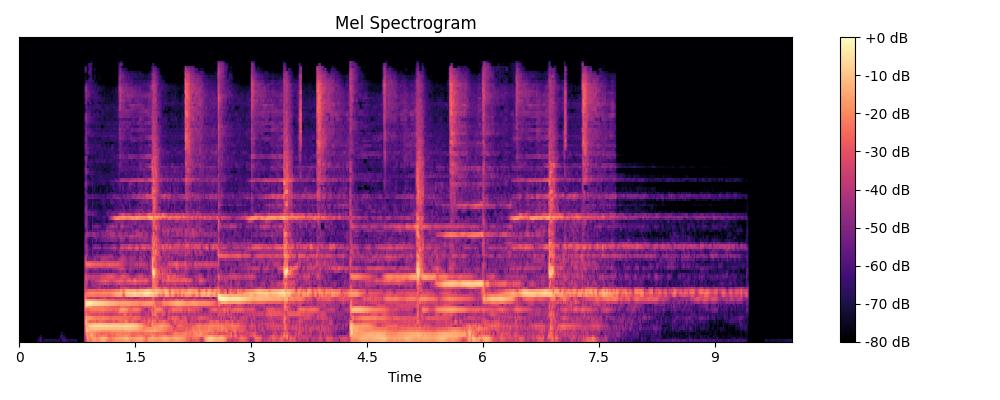 Mel Spectrogram
+0 dB
-10 dB
-20 dB
-30 dB
-40 dB
-50 dB
-60 dB
-70 dB
-80 dB
0 1.5 3 4.5 6 7.5 9
Time